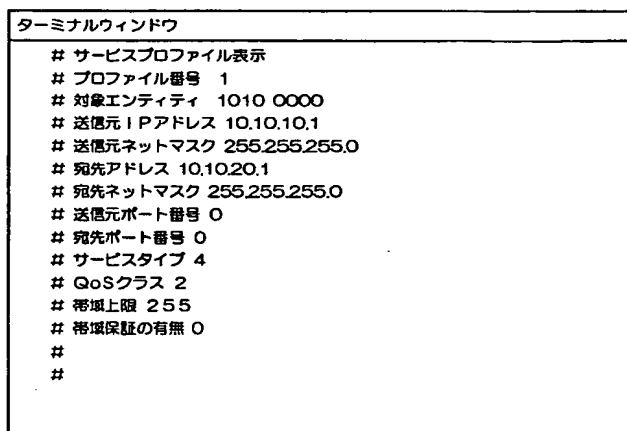 ターミナルウィンドウ
# サービスプロファイル表示
# プロファイル番号 1
# 対象エンティティ 1010 0000
# 送信元IPアドレス 10.10.10.1
# 送信元ネットマスク 255.255.255.0
# 宛先アドレス 10.10.20.1
# 宛先ネットマスク 255.255.255.0
# 送信元ポート番号 0
# 宛先ポート番号 0
# サービスタイプ 4
# QoSクラス 2
# 帯域上限 255
# 帯域保証の有無 0
#
#